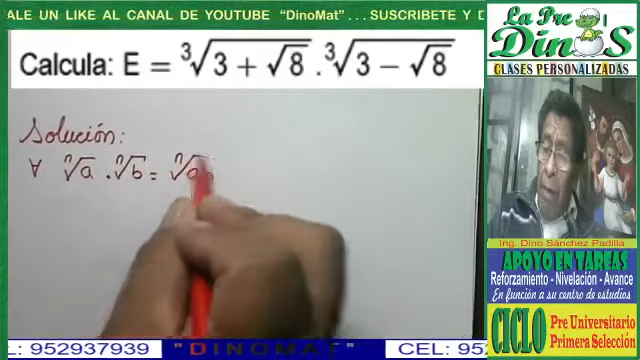 ALE UN LIKE AL CANAL DE YOUTUBE "DinoMat" ... SUSCRIBETE Y D
La Pre
Dinos
CLASES PERSONALIZADAS
Calcula: E = ∛(3 + √8) . ∛(3 − √8)
Solución:
∀ ⁿ√a . ⁿ√b = ⁿ√a
Ing. Dino Sánchez Padilla
APOYO EN TAREAS
Reforzamiento - Nivelación - Avance
En función a su centro de estudios
CICLO Pre Universitario
Primera Selección
L: 952937939 "DINOMAT" CEL: 952